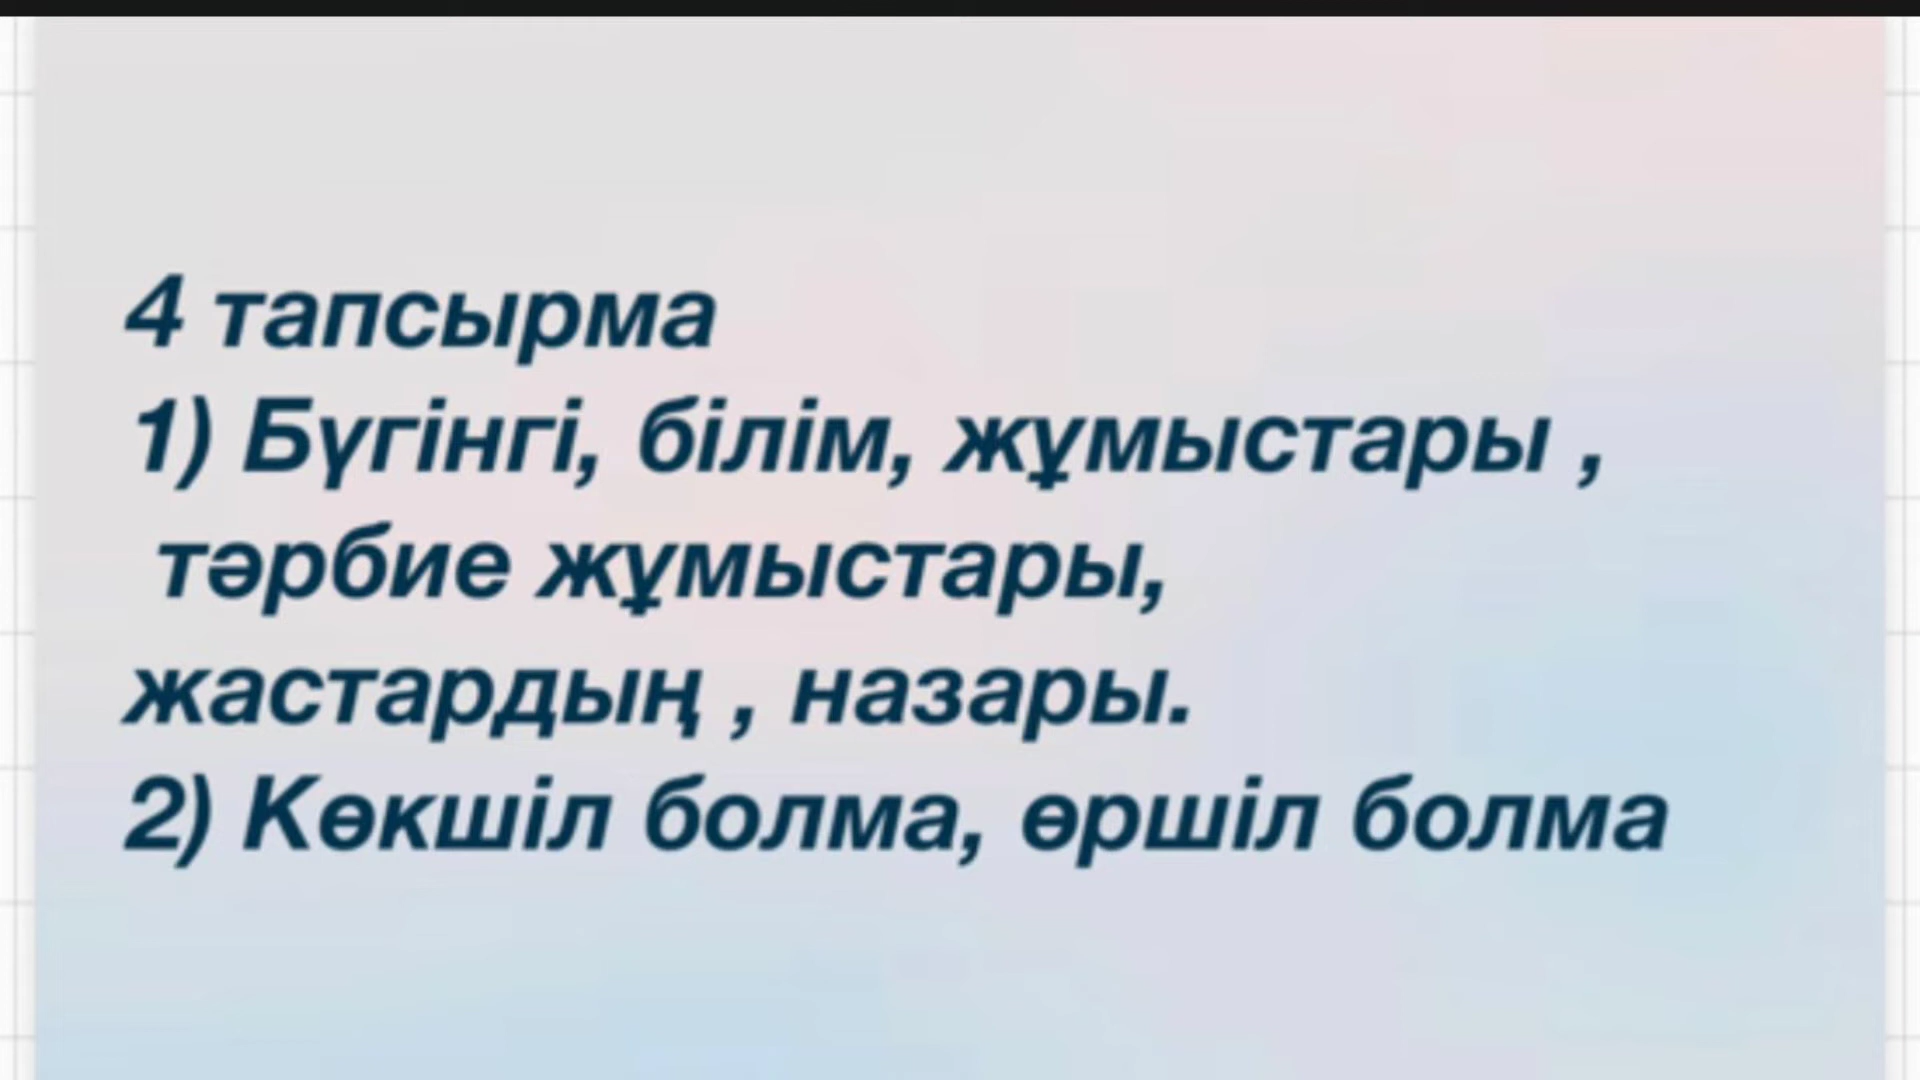 4 тапсырма
1) Бүгінгі, білім, жұмыстары ,
тәрбие жұмыстары,
жастардың , назары.
2) Көкшіл болма, өршіл болма